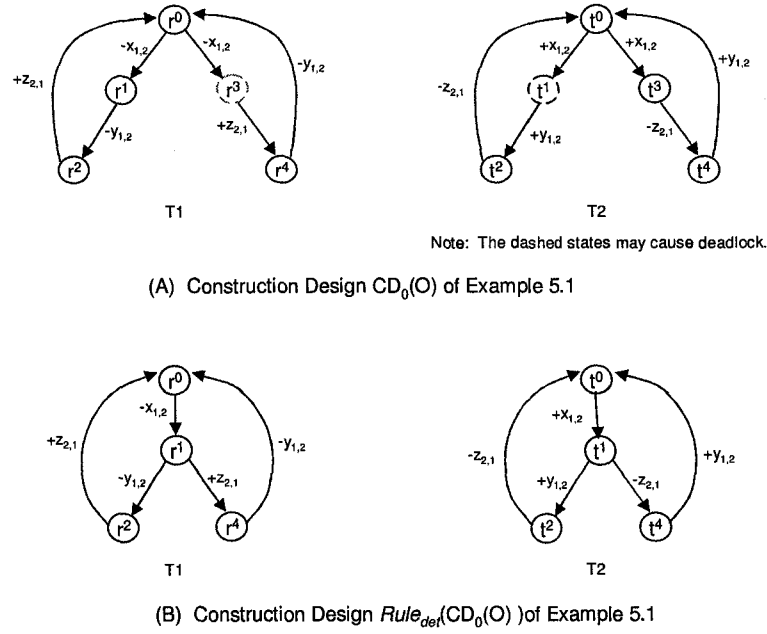 r0 t0
-x1,2 -x1,2 +x1,2 +x1,2
+z2,1 -y1,2 -z2,1 +y1,2
r1 r3 t1 t3
-y1,2 +z2,1 +y1,2 -z2,1
r2 r4 t2 t4
T1 T2
Note: The dashed states may cause deadlock.
(A) Construction Design CD0(O) of Example 5.1
r0 t0
-x1,2 +x1,2
+z2,1 -y1,2 -z2,1 +y1,2
r1 t1
-y1,2 +z2,1 +y1,2 -z2,1
r2 r4 t2 t4
T1 T2
(B) Construction Design Ruledet(CD0(O) )of Example 5.1